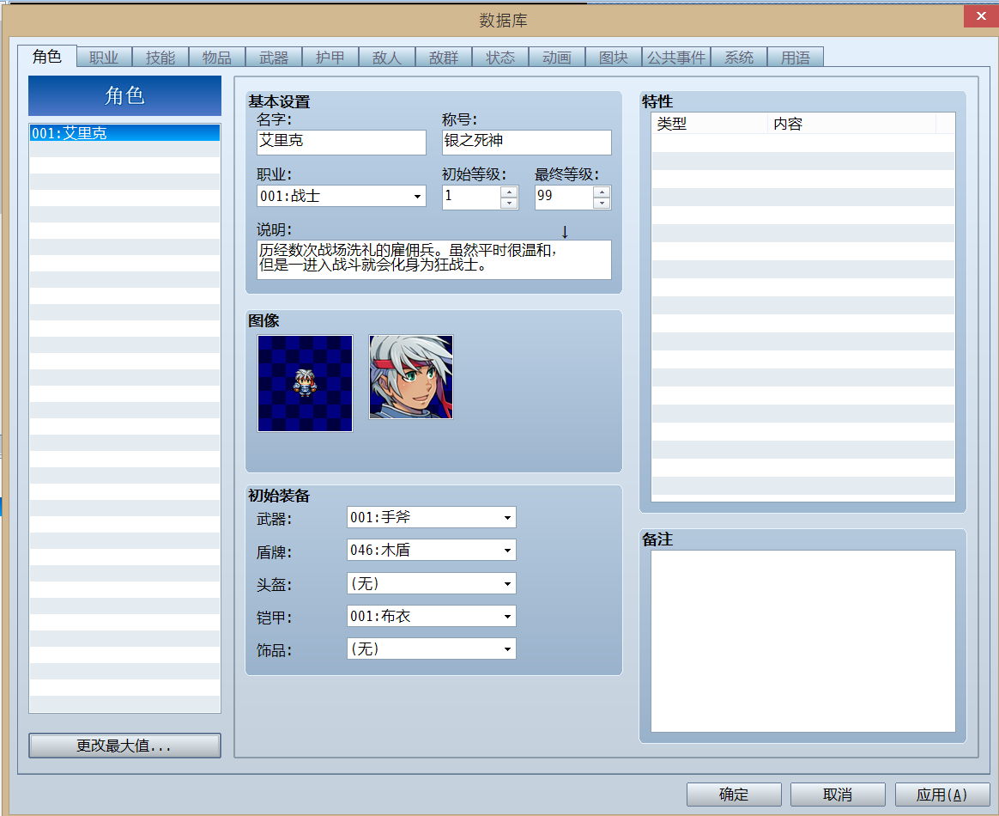 数据库
角色 职业 技能 物品 武器 护甲 敌人 敌群 状态 动画 图块 公共事件 系统 用语
角色
001:艾里克
更改最大值...
基本设置
名字: 称号:
艾里克 银之死神
职业: 初始等级: 最终等级:
001:战士 1 99
说明: ↓
历经数次战场洗礼的雇佣兵。虽然平时很温和，
但是一进入战斗就会化身为狂战士。
图像
初始装备
武器: 001:手斧
盾牌: 046:木盾
头盔: (无)
铠甲: 001:布衣
饰品: (无)
特性
类型 内容
备注
确定 取消 应用(A)